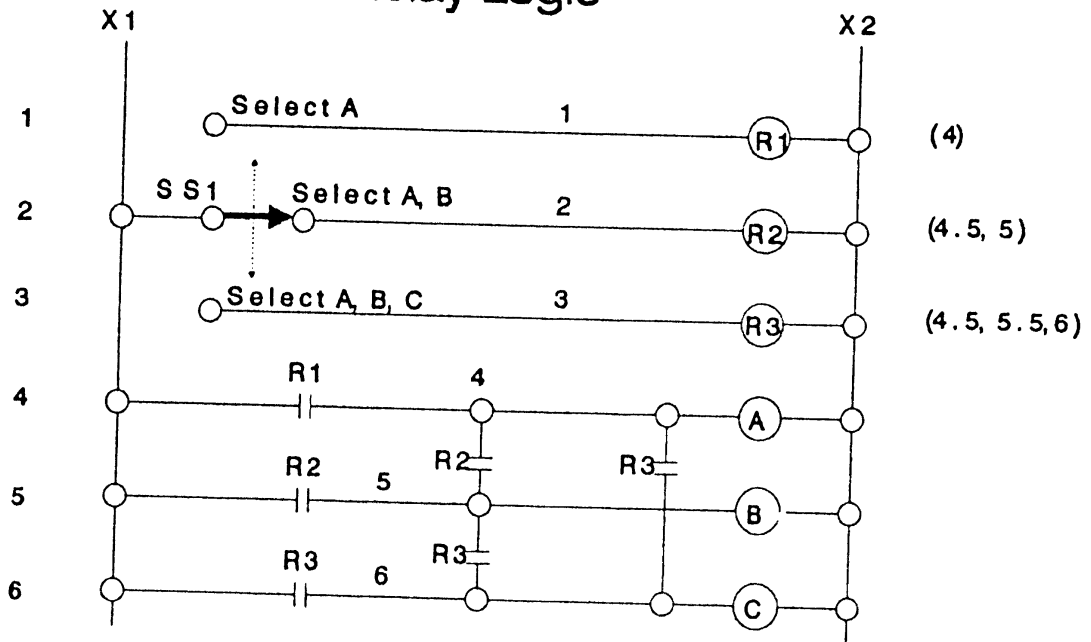 X1 X2
1 Select A 1 R1 (4)
2 SS1 Select A, B 2 R2 (4.5, 5)
3 Select A, B, C 3 R3 (4.5, 5.5,6)
4 R1 4 A
R2 R3
5 R2 5 B
R3
6 R3 6 C